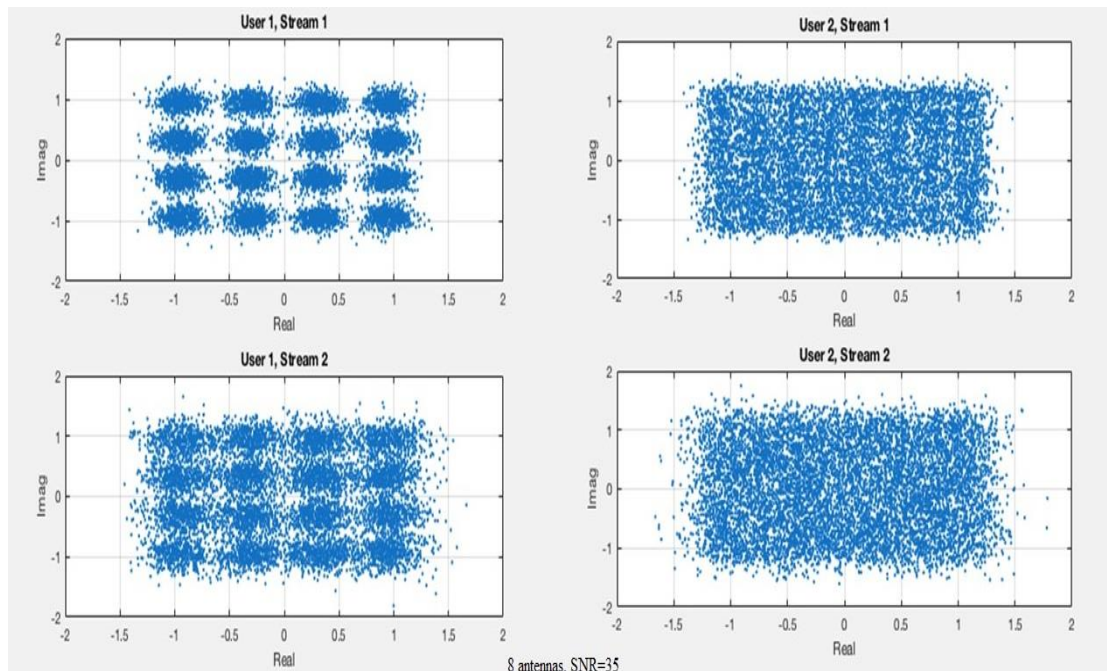 User 1, Stream 1
2
1
0
-1
-2
Imag
-2 -1.5 -1 -0.5 0 0.5 1 1.5 2
Real
User 2, Stream 1
2
1
0
-1
-2
Imag
-2 -1.5 -1 -0.5 0 0.5 1 1.5 2
Real
User 1, Stream 2
2
1
0
-1
-2
Imag
-2 -1.5 -1 -0.5 0 0.5 1 1.5 2
Real
User 2, Stream 2
2
1
0
-1
-2
Imag
-2 -1.5 -1 -0.5 0 0.5 1 1.5 2
Real
8 antennas, SNR=35